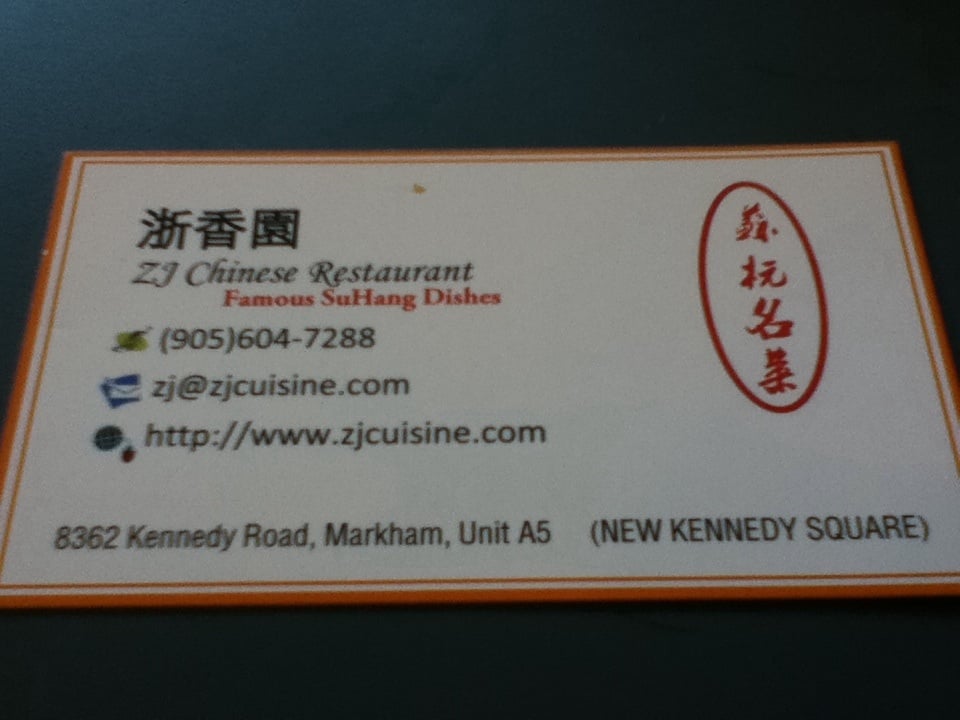 浙香園
ZJ Chinese Restaurant
Famous SuHang Dishes
(905)604-7288
zj@zjcuisine.com
http://www.zjcuisine.com
8362 Kennedy Road, Markham, Unit A5 (NEW KENNEDY SQUARE)
蘇杭名菜